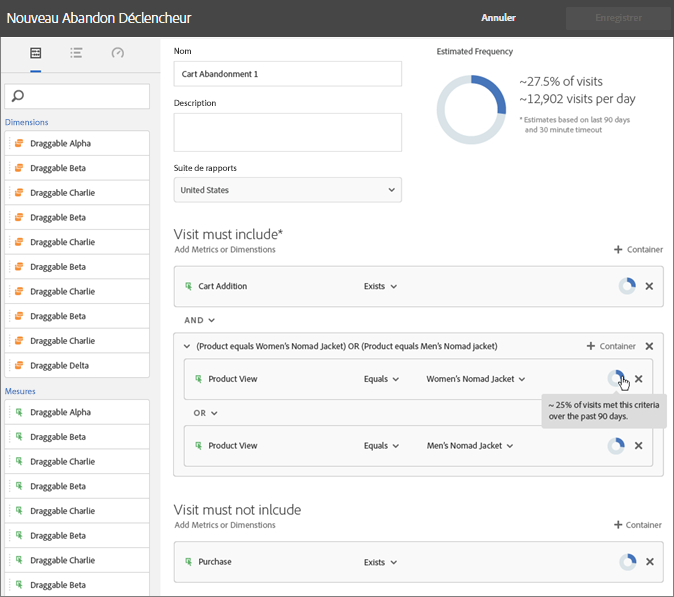 Nouveau Abandon Déclencheur
Annuler
Enregistrer
Dimensions
Draggable Alpha
Draggable Beta
Draggable Charlie
Draggable Beta
Draggable Charlie
Draggable Beta
Draggable Charlie
Draggable Beta
Draggable Charlie
Draggable Delta
Mesures
Draggable Alpha
Draggable Beta
Draggable Charlie
Draggable Beta
Draggable Charlie
Draggable Beta
Draggable Charlie
Draggable Beta
Nom
Cart Abandonment 1
Description
Suite de rapports
United States
Estimated Frequency
~27.5% of visits
~12,902 visits per day
* Estimates based on last 90 days
and 30 minute timeout
Visit must include*
Add Metrics or Dimenstions
+ Container
Cart Addition Exists
AND
(Product equals Women's Nomad Jacket) OR (Product equals Men's Nomad jacket)
+ Container
Product View Equals Women's Nomad Jacket
~ 25% of visits met this criteria
over the past 90 days.
OR
Product View Equals Men's Nomad Jacket
Visit must not inlcude
Add Metrics or Dimenstions
+ Container
Purchase Exists